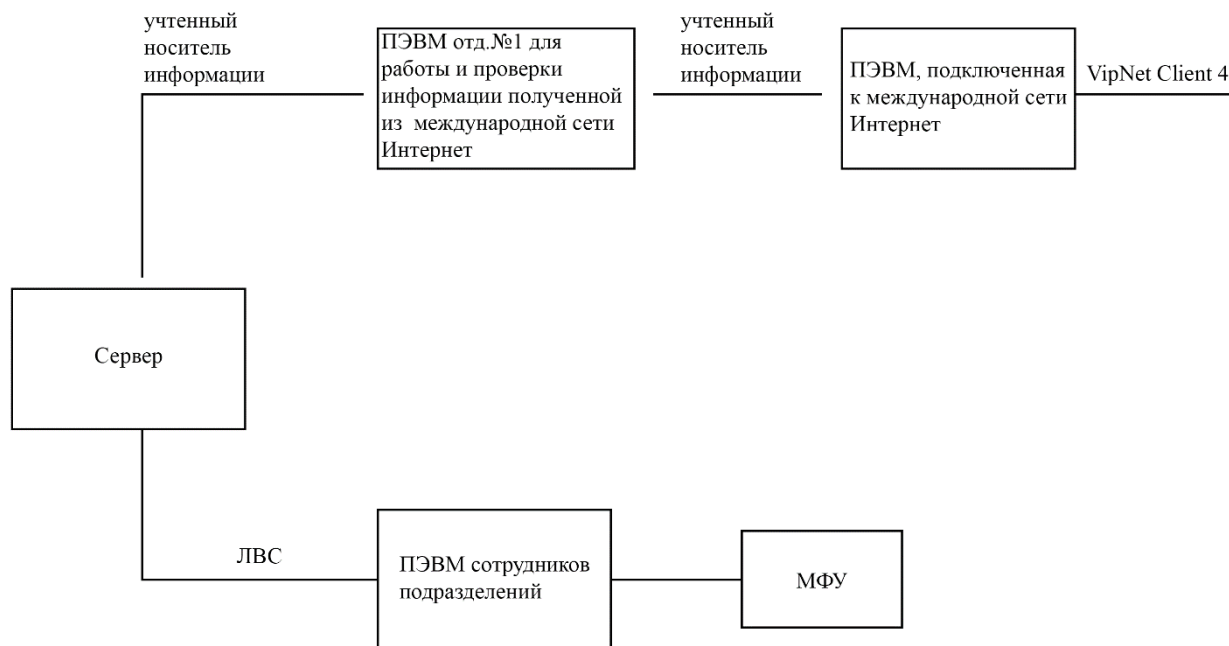 учтенный
носитель
информации
ПЭВМ отд.№1 для
работы и проверки
информации полученной
из международной сети
Интернет
учтенный
носитель
информации
ПЭВМ, подключенная
к международной сети
Интернет
VipNet Client 4
Сервер
ЛВС
ПЭВМ сотрудников
подразделений
МФУ